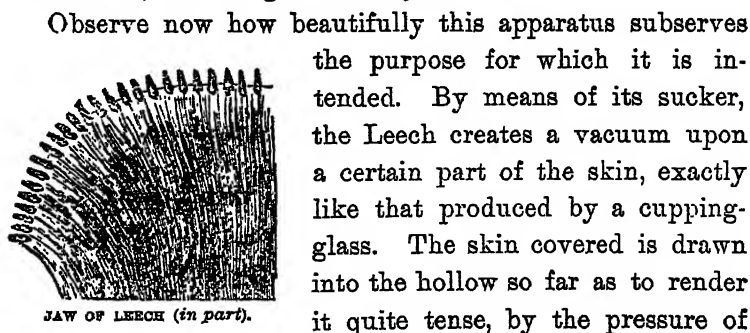 Observe now how beautifully this apparatus subserves
the purpose for which it is in-
tended. By means of its sucker,
the Leech creates a vacuum upon
a certain part of the skin, exactly
like that produced by a cupping-
glass. The skin covered is drawn
into the hollow so far as to render
it quite tense, by the pressure of
JAW OF LEECH (in part).